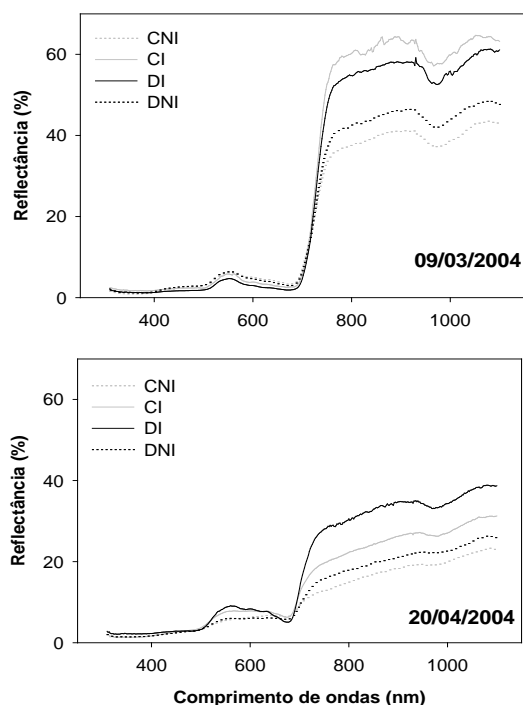 60
40
20
0
Reflectância (%)
CNI
CI
DI
DNI
09/03/2004
400 600 800 1000
60
40
20
0
Reflectância (%)
CNI
CI
DI
DNI
20/04/2004
400 600 800 1000
Comprimento de ondas (nm)